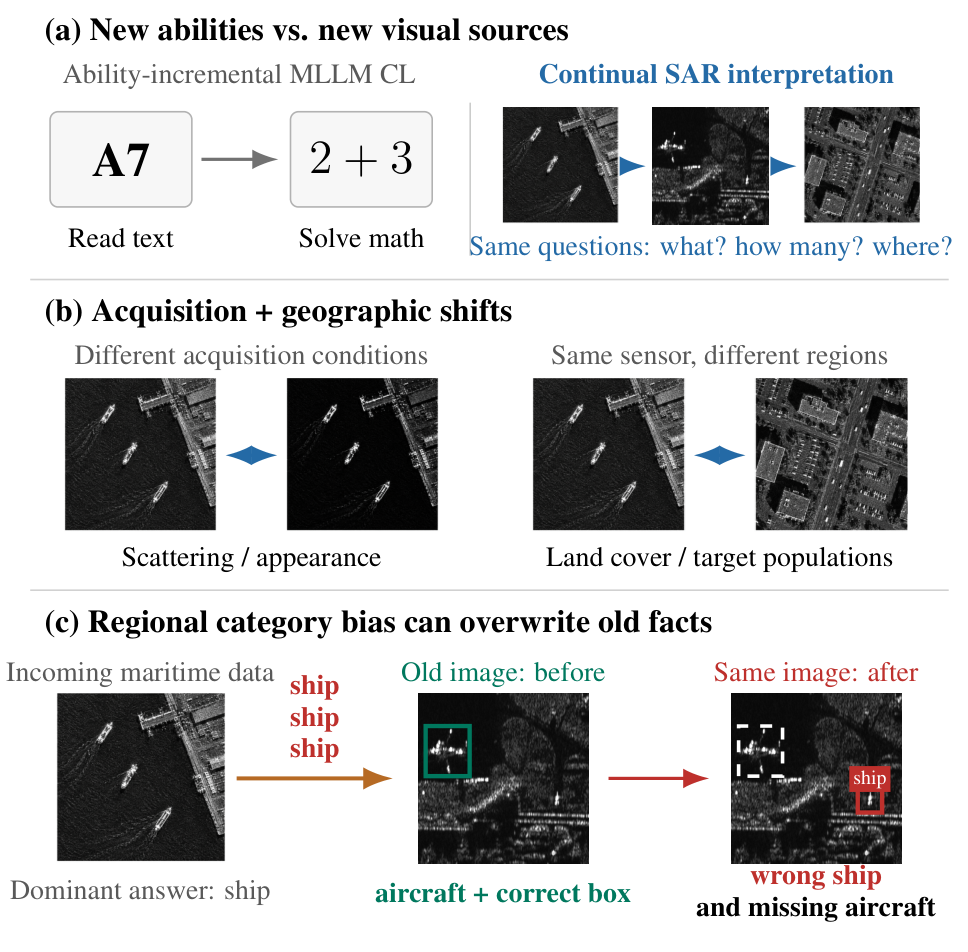 (a) New abilities vs. new visual sources
Ability-incremental MLLM CL
Continual SAR interpretation
A7
2 + 3
Read text
Solve math
Same questions: what? how many? where?
(b) Acquisition + geographic shifts
Different acquisition conditions
Same sensor, different regions
Scattering / appearance
Land cover / target populations
(c) Regional category bias can overwrite old facts
Incoming maritime data
ship
ship
ship
Old image: before
Same image: after
ship
Dominant answer: ship
aircraft + correct box
wrong ship
and missing aircraft